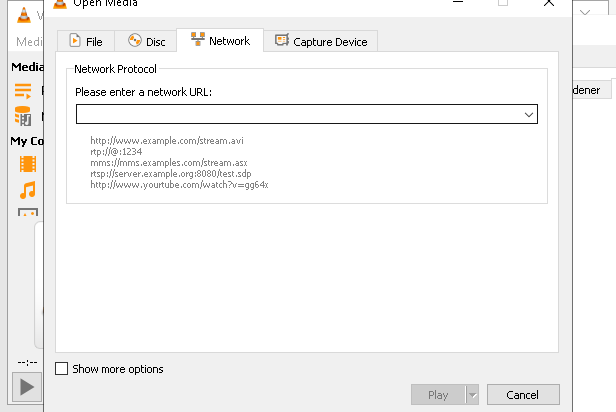 Open Media
Medi
File
Disc
Network
Capture Device
Media
Network Protocol
Please enter a network URL:
dener
http://www.example.com/stream.avi
rtp://@:1234
mms://mms.examples.com/stream.asx
rtsp://server.example.org:8080/test.sdp
http://www.yourtube.com/watch?v=gg64x
My Co
--:--
Show more options
Play
Cancel